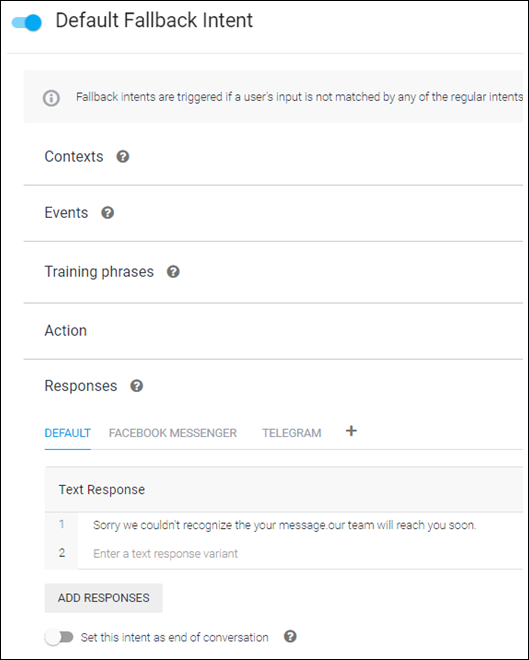 Default Fallback Intent
Fallback intents are triggered if a user's input is not matched by any of the regular intents
Contexts ?
Events ?
Training phrases ?
Action
Responses ?
DEFAULT FACEBOOK MESSENGER TELEGRAM +
Text Response
1 Sorry we couldn't recognize the your message.our team will reach you soon.
2 Enter a text response variant
ADD RESPONSES
Set this intent as end of conversation ?